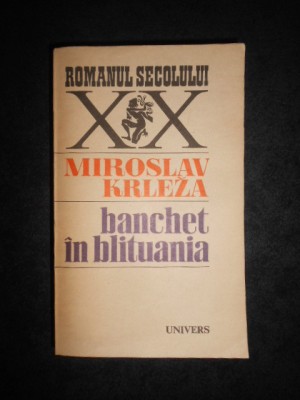 ROMANUL SECOLULUI
XX
MIROSLAV
KRLEŽA
banchet
în blituania
UNIVERS